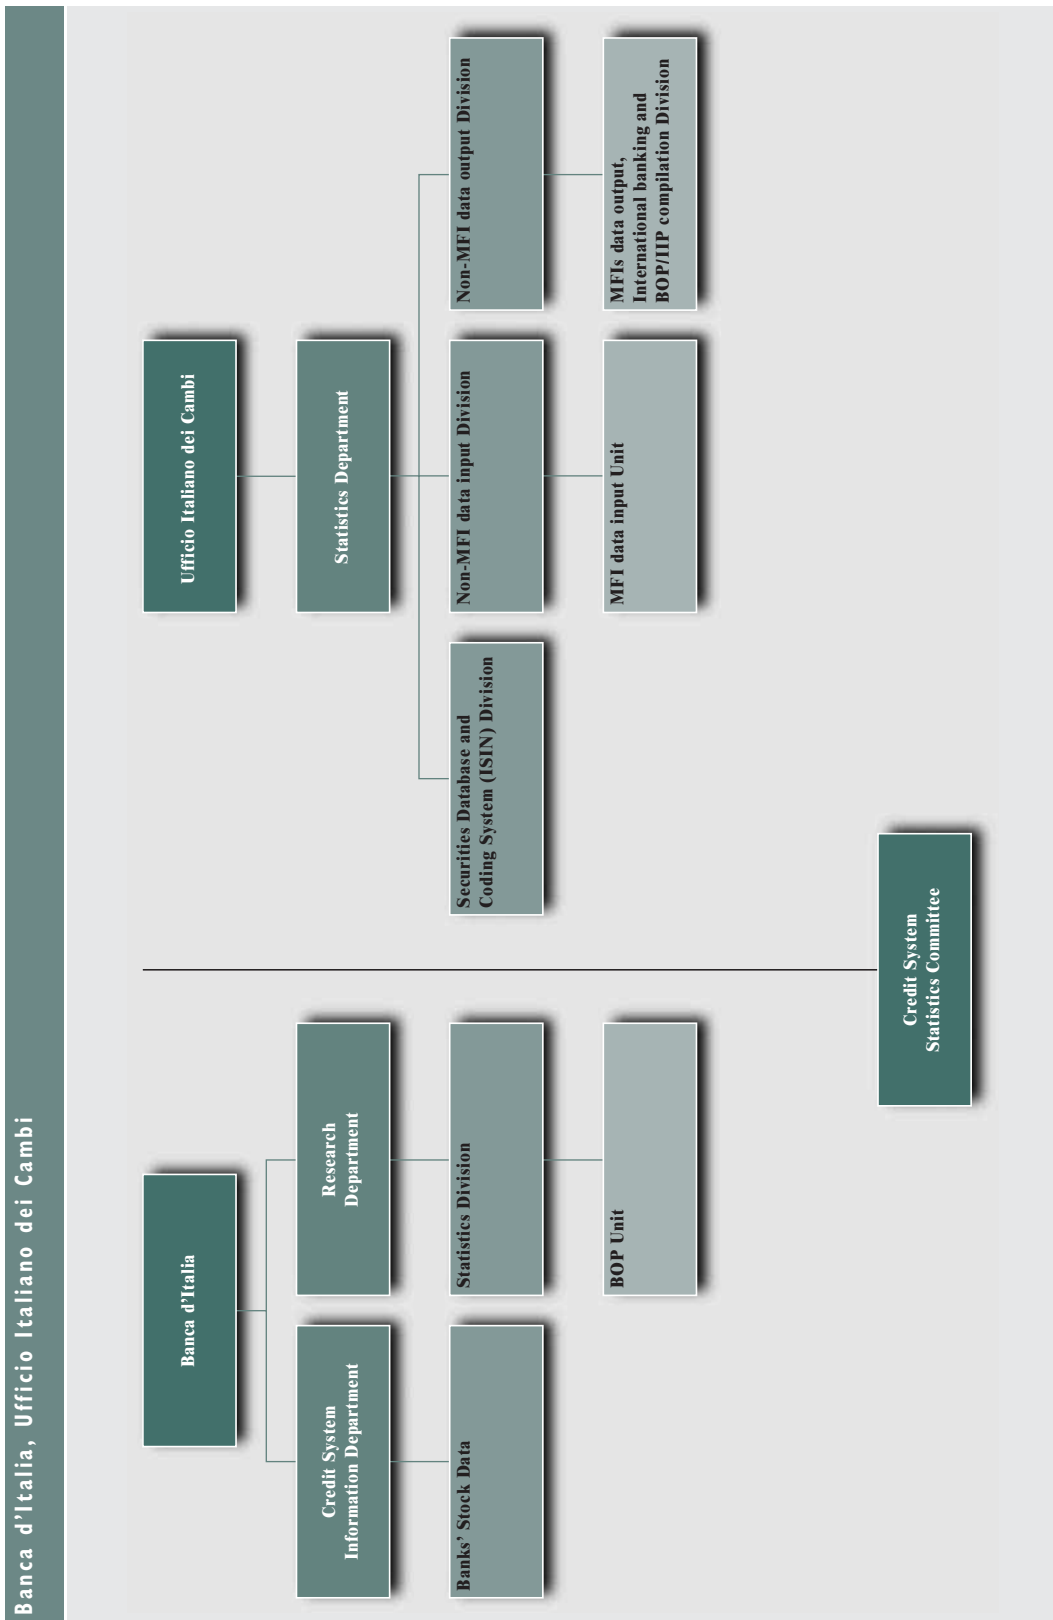 Banca d'Italia, Ufficio Italiano dei Cambi
Banca d'Italia
Credit System
Information Department
Research
Department
Banks' Stock Data
Statistics Division
BOP Unit
Ufficio Italiano dei Cambi
Statistics Department
Securities Database and
Coding System (ISIN) Division
Non-MFI data input Division
Non-MFI data output Division
MFI data input Unit
MFIs data output,
International banking and
BOP/IIP compilation Division
Credit System
Statistics Committee